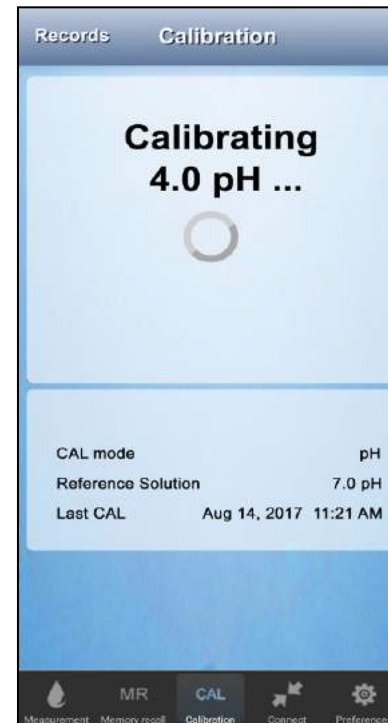 Records Calibration
Calibrating
4.0 pH ...
CAL mode pH
Reference Solution 7.0 pH
Last CAL Aug 14, 2017 11:21 AM
MR CAL
Measurement Memory recall Calibration Connect Preference